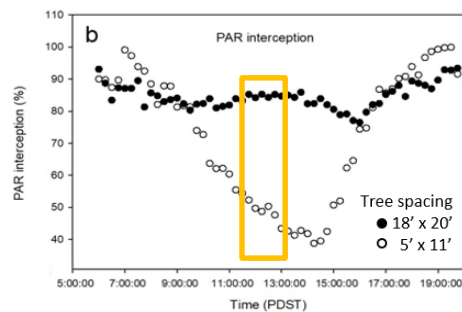 b
PAR interception
110
100
90
80
70
60
50
40
PAR interception (%)
Tree spacing
18' x 20'
5' x 11'
5:00:00 7:00:00 9:00:00 11:00:00 13:00:00 15:00:00 17:00:00 19:00:00
Time (PDST)